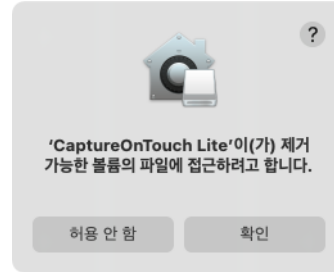 ?
'CaptureOnTouch Lite'이(가) 제거
가능한 볼륨의 파일에 접근하려고 합니다.
허용 안 함
확인